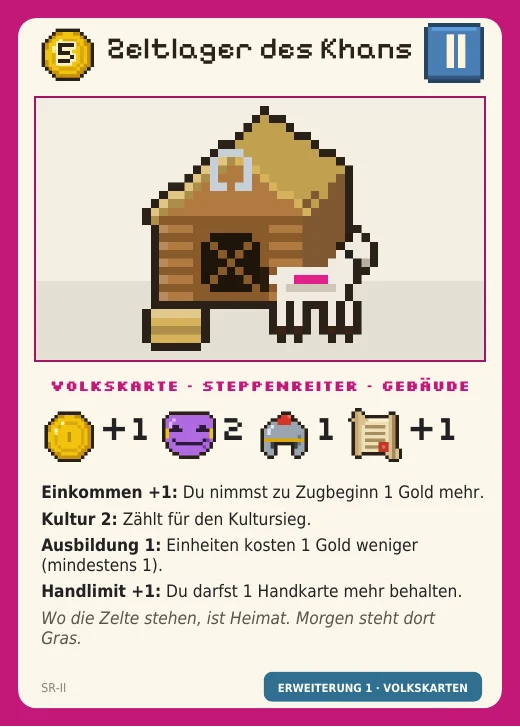 5 Zeltlager des Khans II
VOLKSKARTE · STEPPENREITER · GEBÄUDE
+1 2 1 +1
Einkommen +1: Du nimmst zu Zugbeginn 1 Gold mehr.
Kultur 2: Zählt für den Kultursieg.
Ausbildung 1: Einheiten kosten 1 Gold weniger
(mindestens 1).
Handlimit +1: Du darfst 1 Handkarte mehr behalten.
Wo die Zelte stehen, ist Heimat. Morgen steht dort
Gras.
SR-II ERWEITERUNG 1 · VOLKSKARTEN